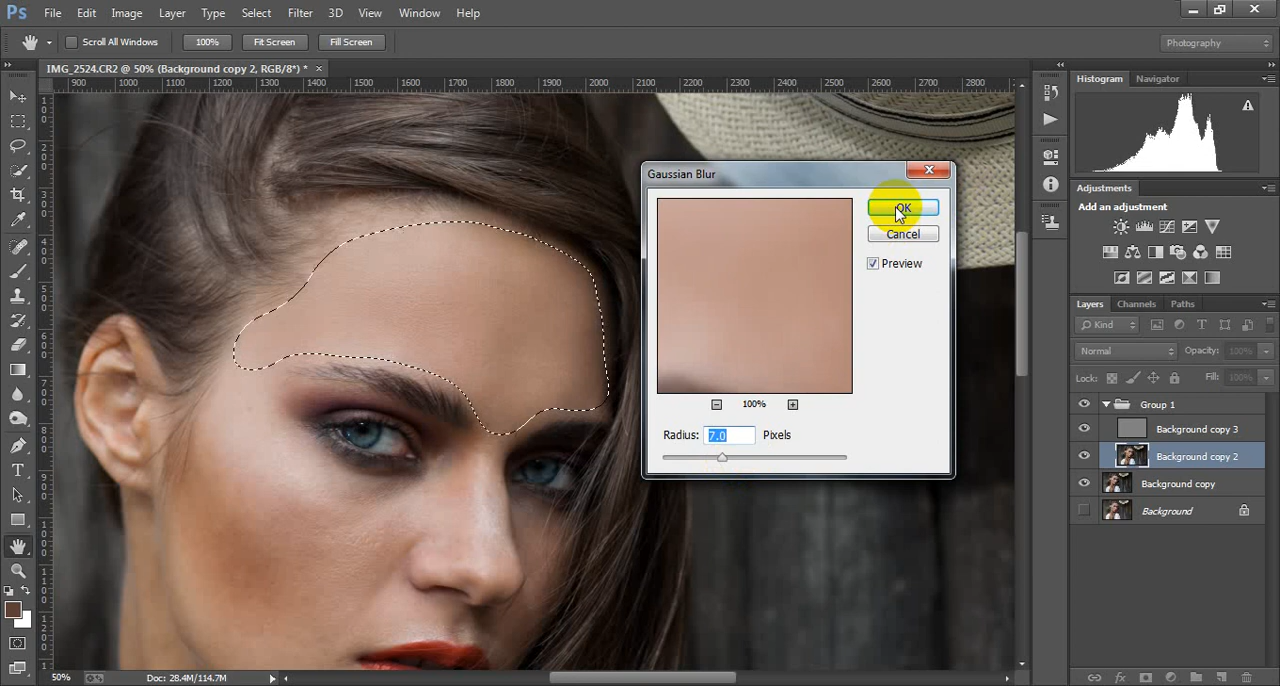 Ps File Edit Image Layer Type Select Filter 3D View Window Help
Scroll All Windows 100% Fit Screen Fill Screen Photography
IMG_2524.CR2 @ 50% (Background copy 2, RGB/8*) * ×
900 1000 1100 1200 1300 1400 1500 1600 1700 1800 1900 2000 2100 2200 2300 2400 2500 2600 2700 2800
Histogram Navigator
Gaussian Blur
OK
Cancel
Preview
100%
Radius: 7.0 Pixels
Adjustments
Add an adjustment
Layers Channels Paths
Kind
Normal Opacity: 100%
Lock: Fill: 100%
Group 1
Background copy 3
Background copy 2
Background copy
Background
50% Doc: 28.4M/114.7M